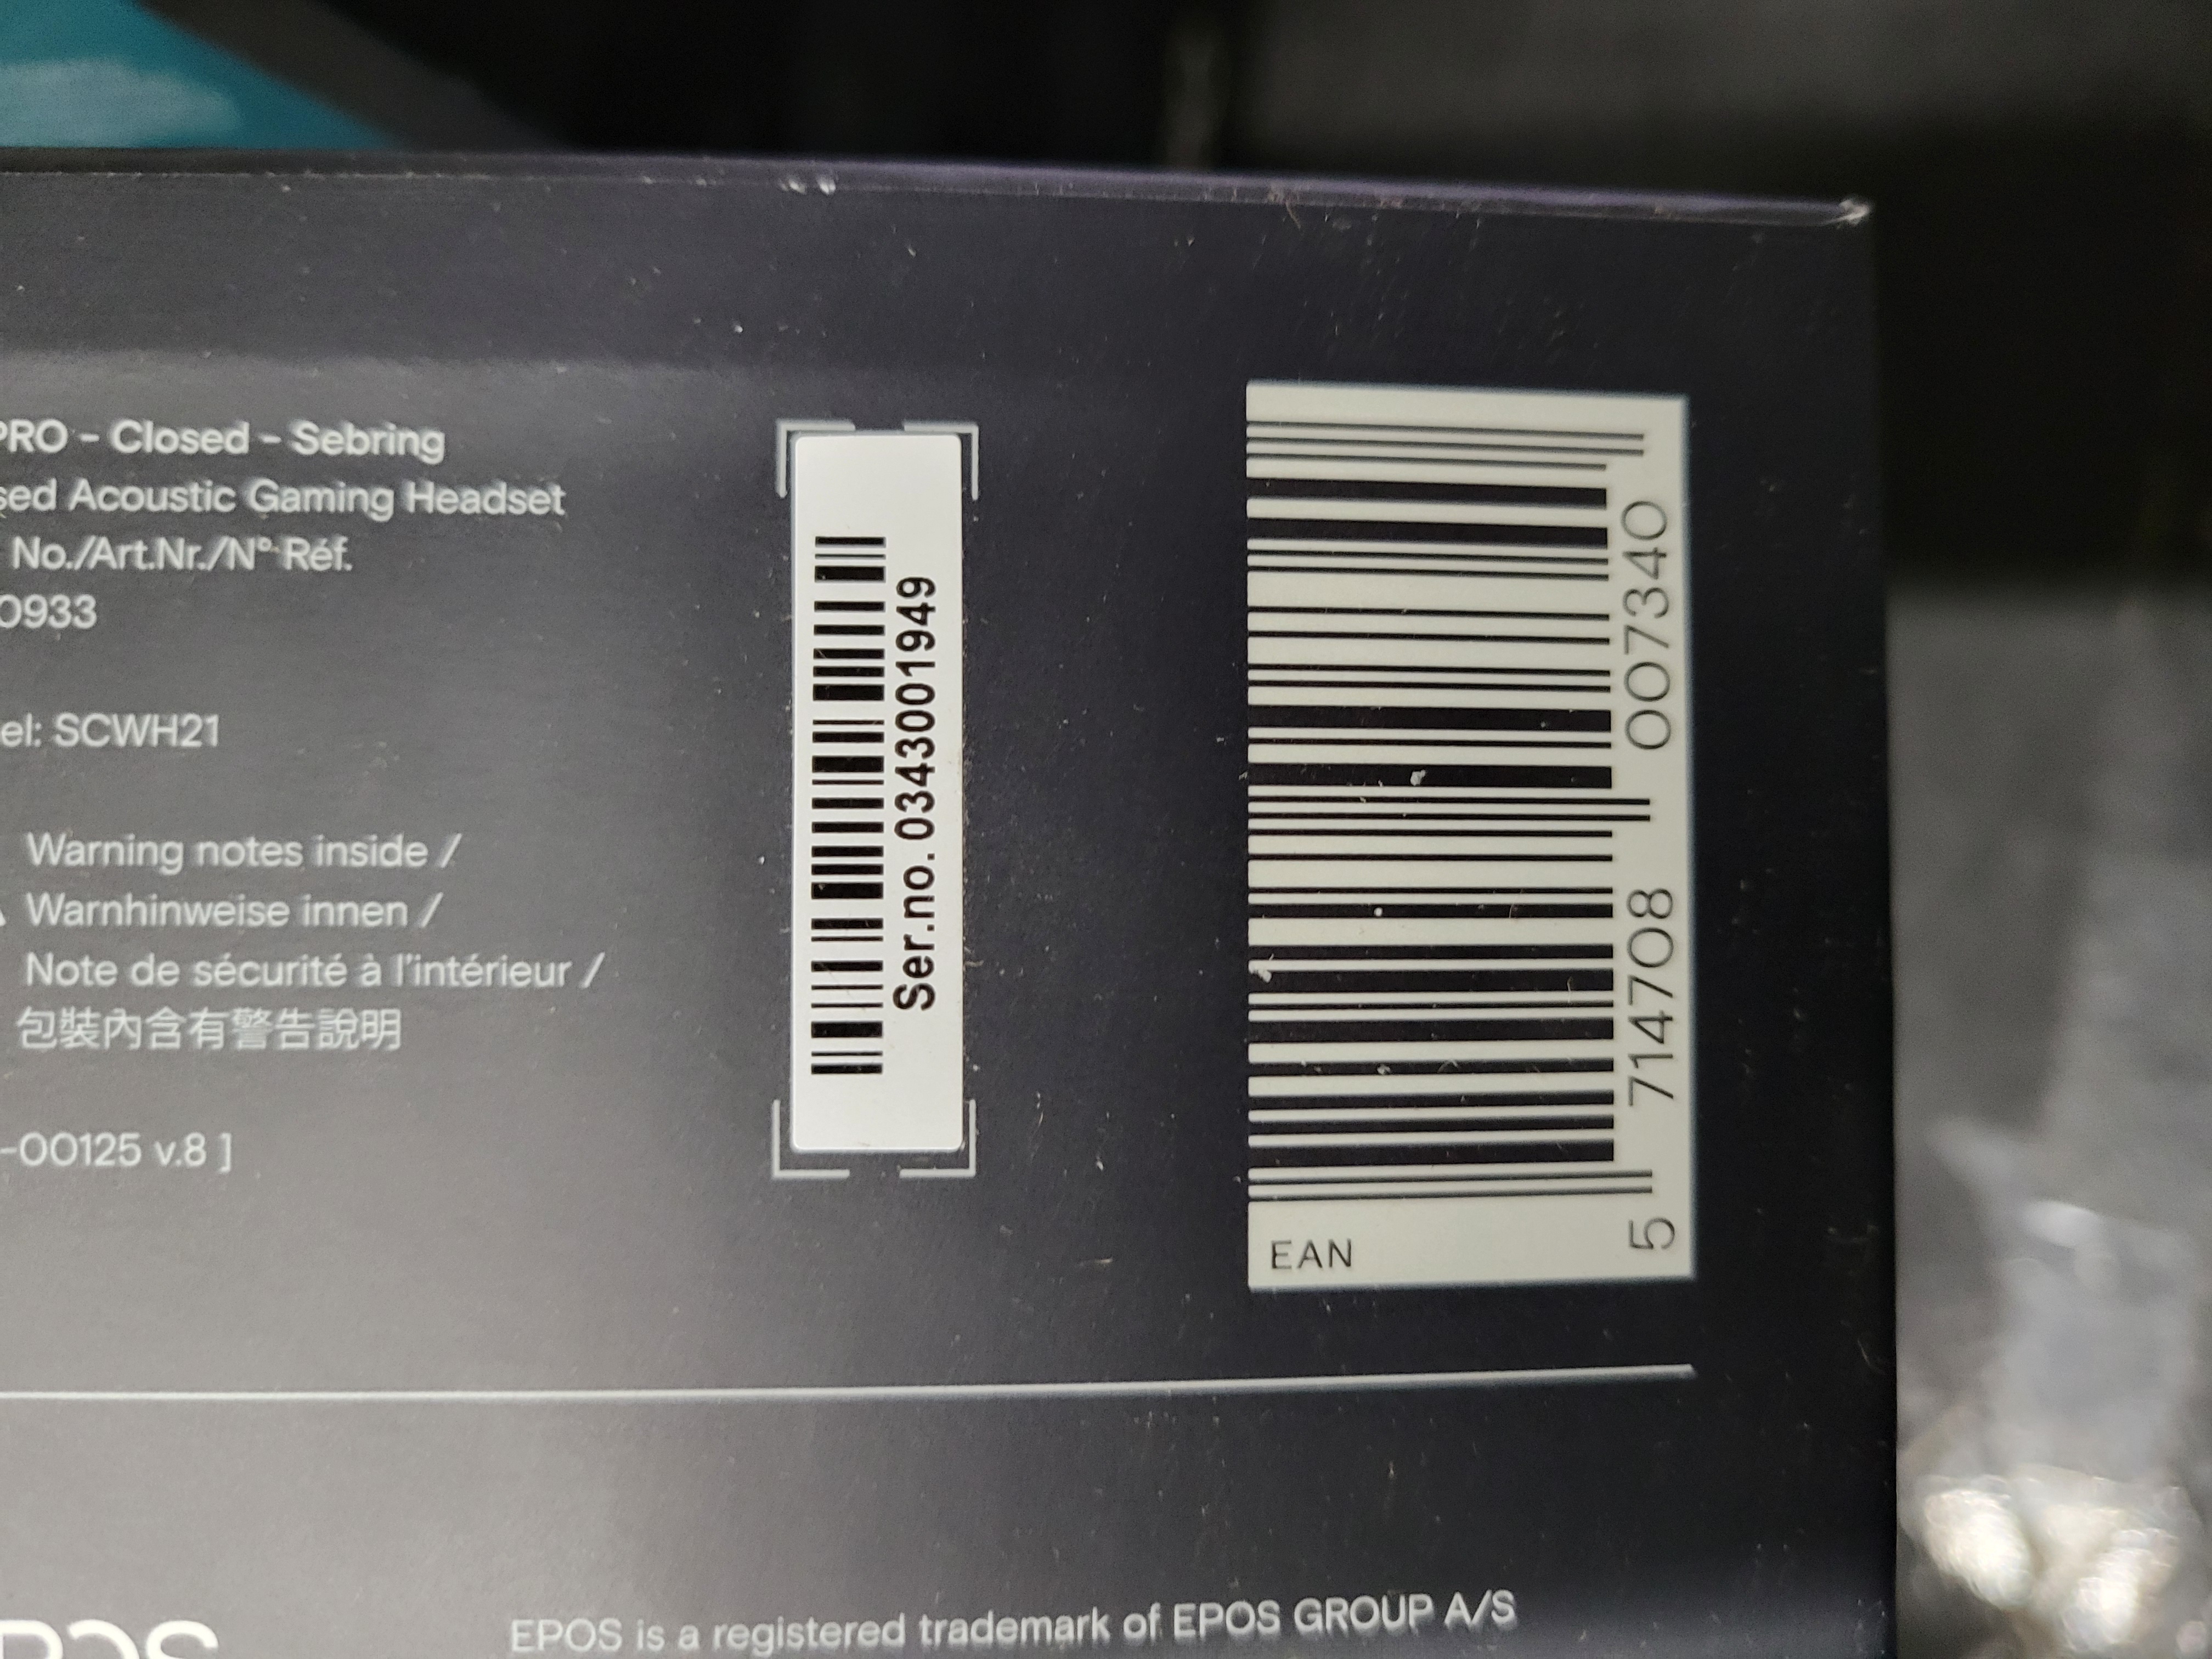 PRO – Closed – Sebring
sed Acoustic Gaming Headset
No./Art.Nr./N° Réf.
0933
el: SCWH21
Warning notes inside /
Warnhinweise innen /
Note de sécurité à l'intérieur /
包裝內含有警告說明
-00125 v.8 ]
Ser.no. 0343001949
5 714708 007340
EAN
EPOS is a registered trademark of EPOS GROUP A/S